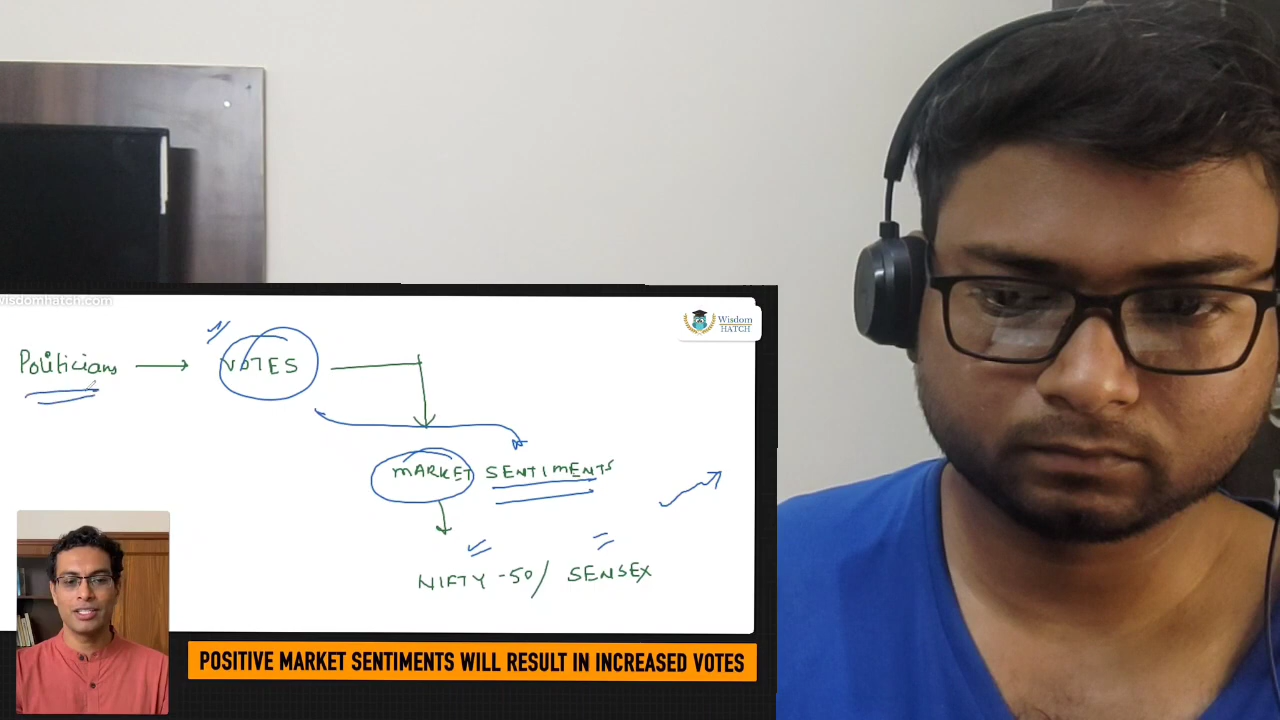 wisdomhatch.com
Wisdom
HATCH
Politicians → VOTES
MARKET SENTIMENTS
NIFTY -50/ SENSEX
POSITIVE MARKET SENTIMENTS WILL RESULT IN INCREASED VOTES